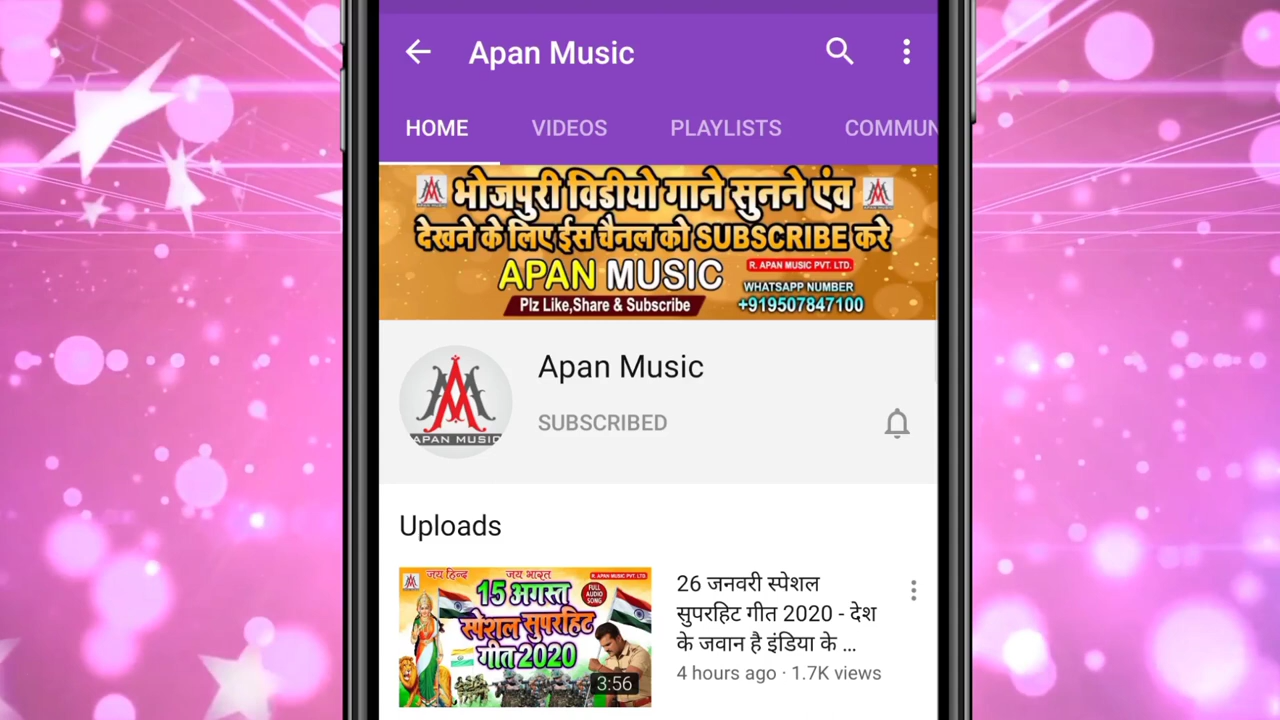 Apan Music
HOME VIDEOS PLAYLISTS COMMUN
भोजपुरी विडीयो गाने सुनने एंव
देखने के लिए ईस चैनल को SUBSCRIBE करे
APAN MUSIC
R. APAN MUSIC PVT. LTD.
WHATSAPP NUMBER
Plz Like,Share & Subscribe
+919507847100
Apan Music
SUBSCRIBED
APAN MUSIC
Uploads
जय हिन्द जय भारत
R. APAN MUSIC PVT. LTD
15 अगस्त
FULL
AUDIO
SONG
स्पेशल सुपरहिट
गीत 2020
3:56
26 जनवरी स्पेशल
सुपरहिट गीत 2020 - देश
के जवान है इंडिया के ...
4 hours ago · 1.7K views